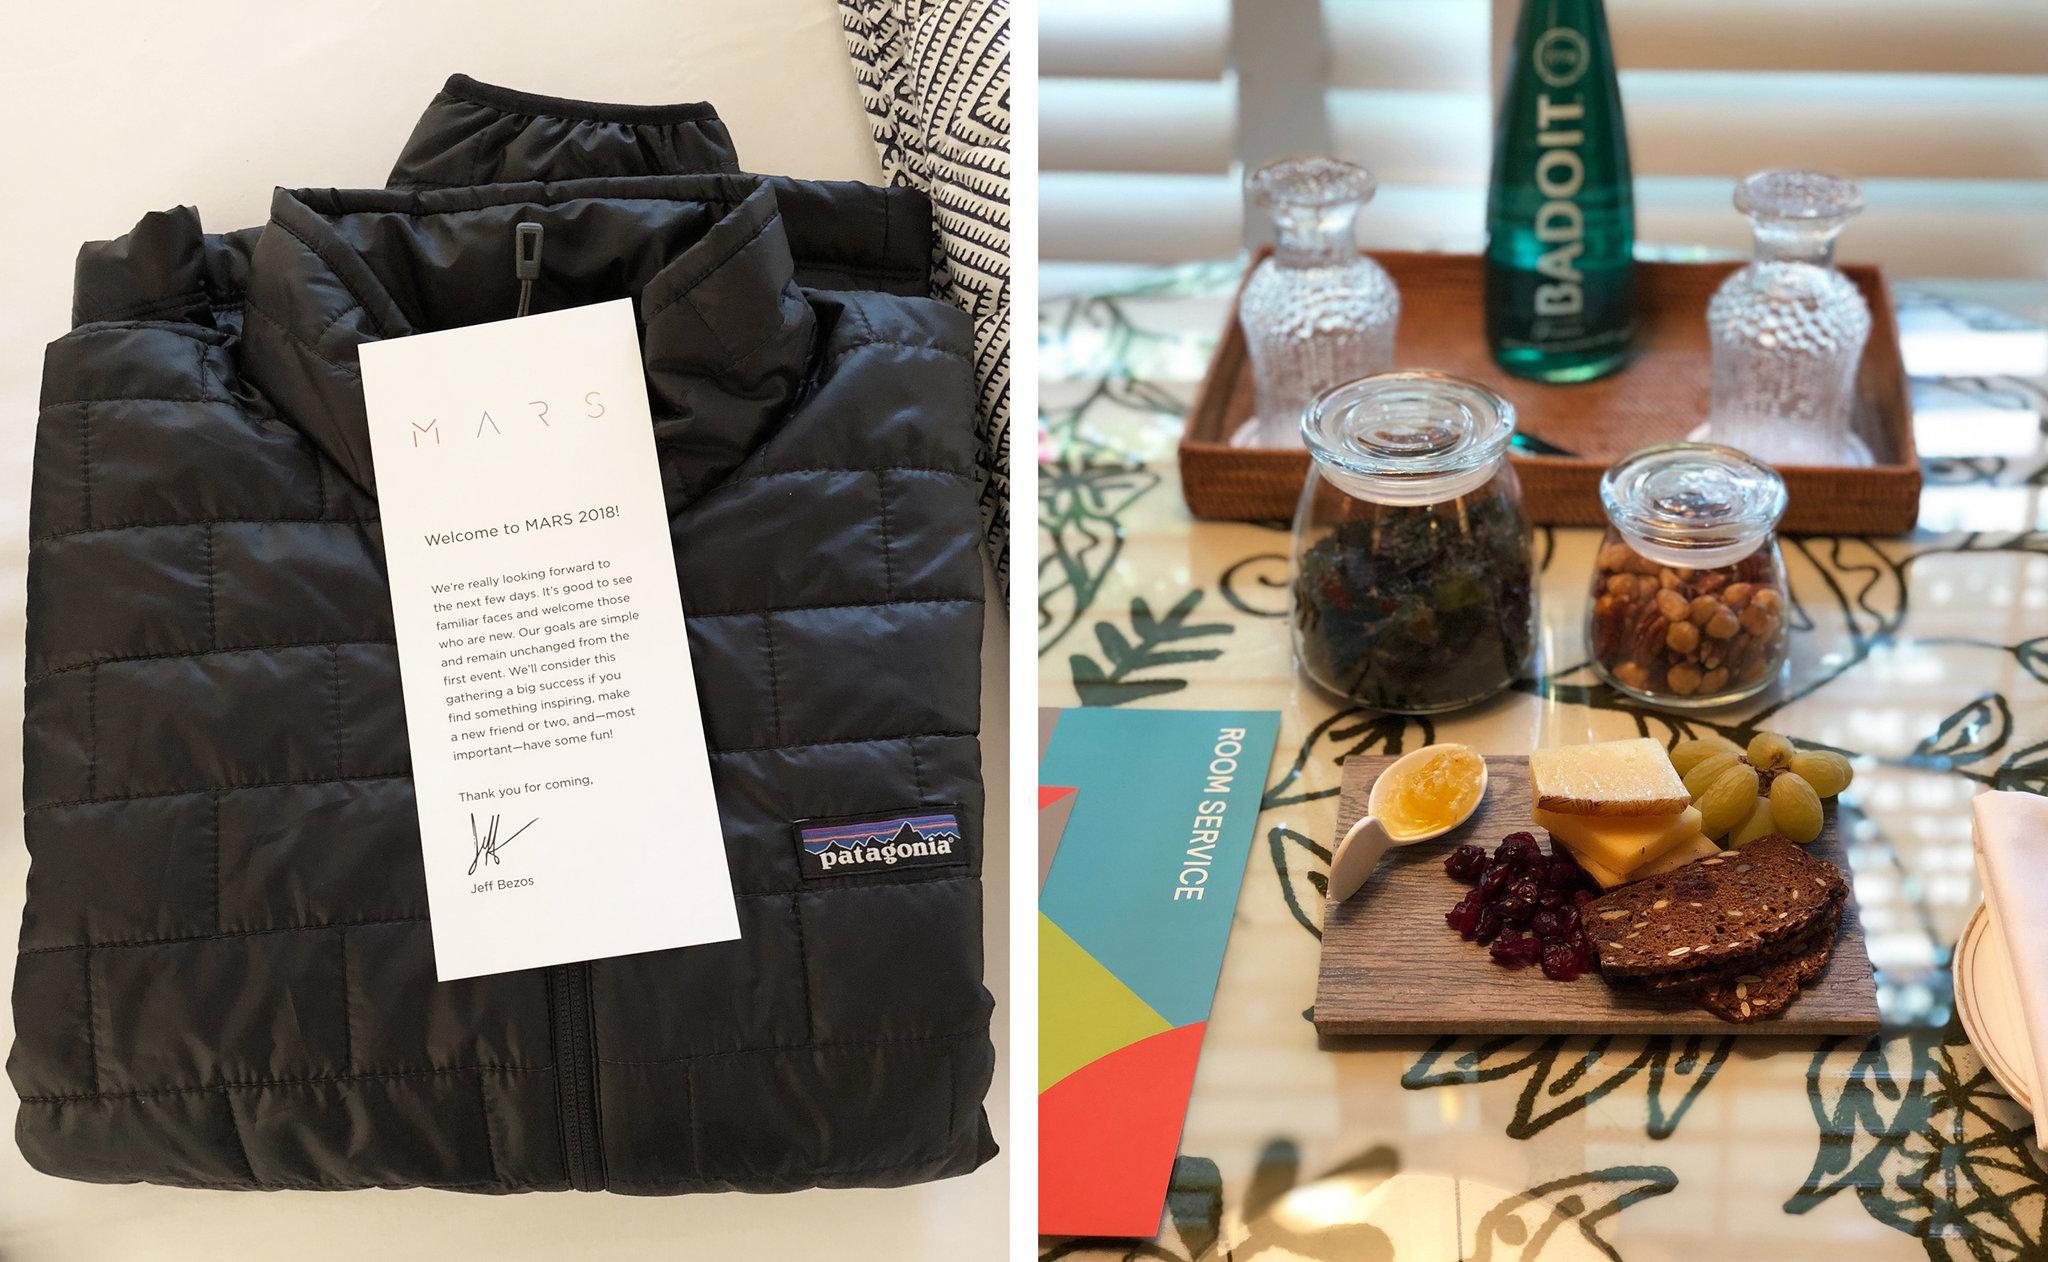 M A R S
Welcome to MARS 2018!
We're really looking forward to
the next few days. It's good to see
familiar faces and welcome those
who are new. Our goals are simple
and remain unchanged from the
first event. We'll consider this
gathering a big success if you
find something inspiring, make
a new friend or two, and—most
important—have some fun!
Thank you for coming,
Jeff
Jeff Bezos
patagonia®
BADOIT
ROOM SERVICE